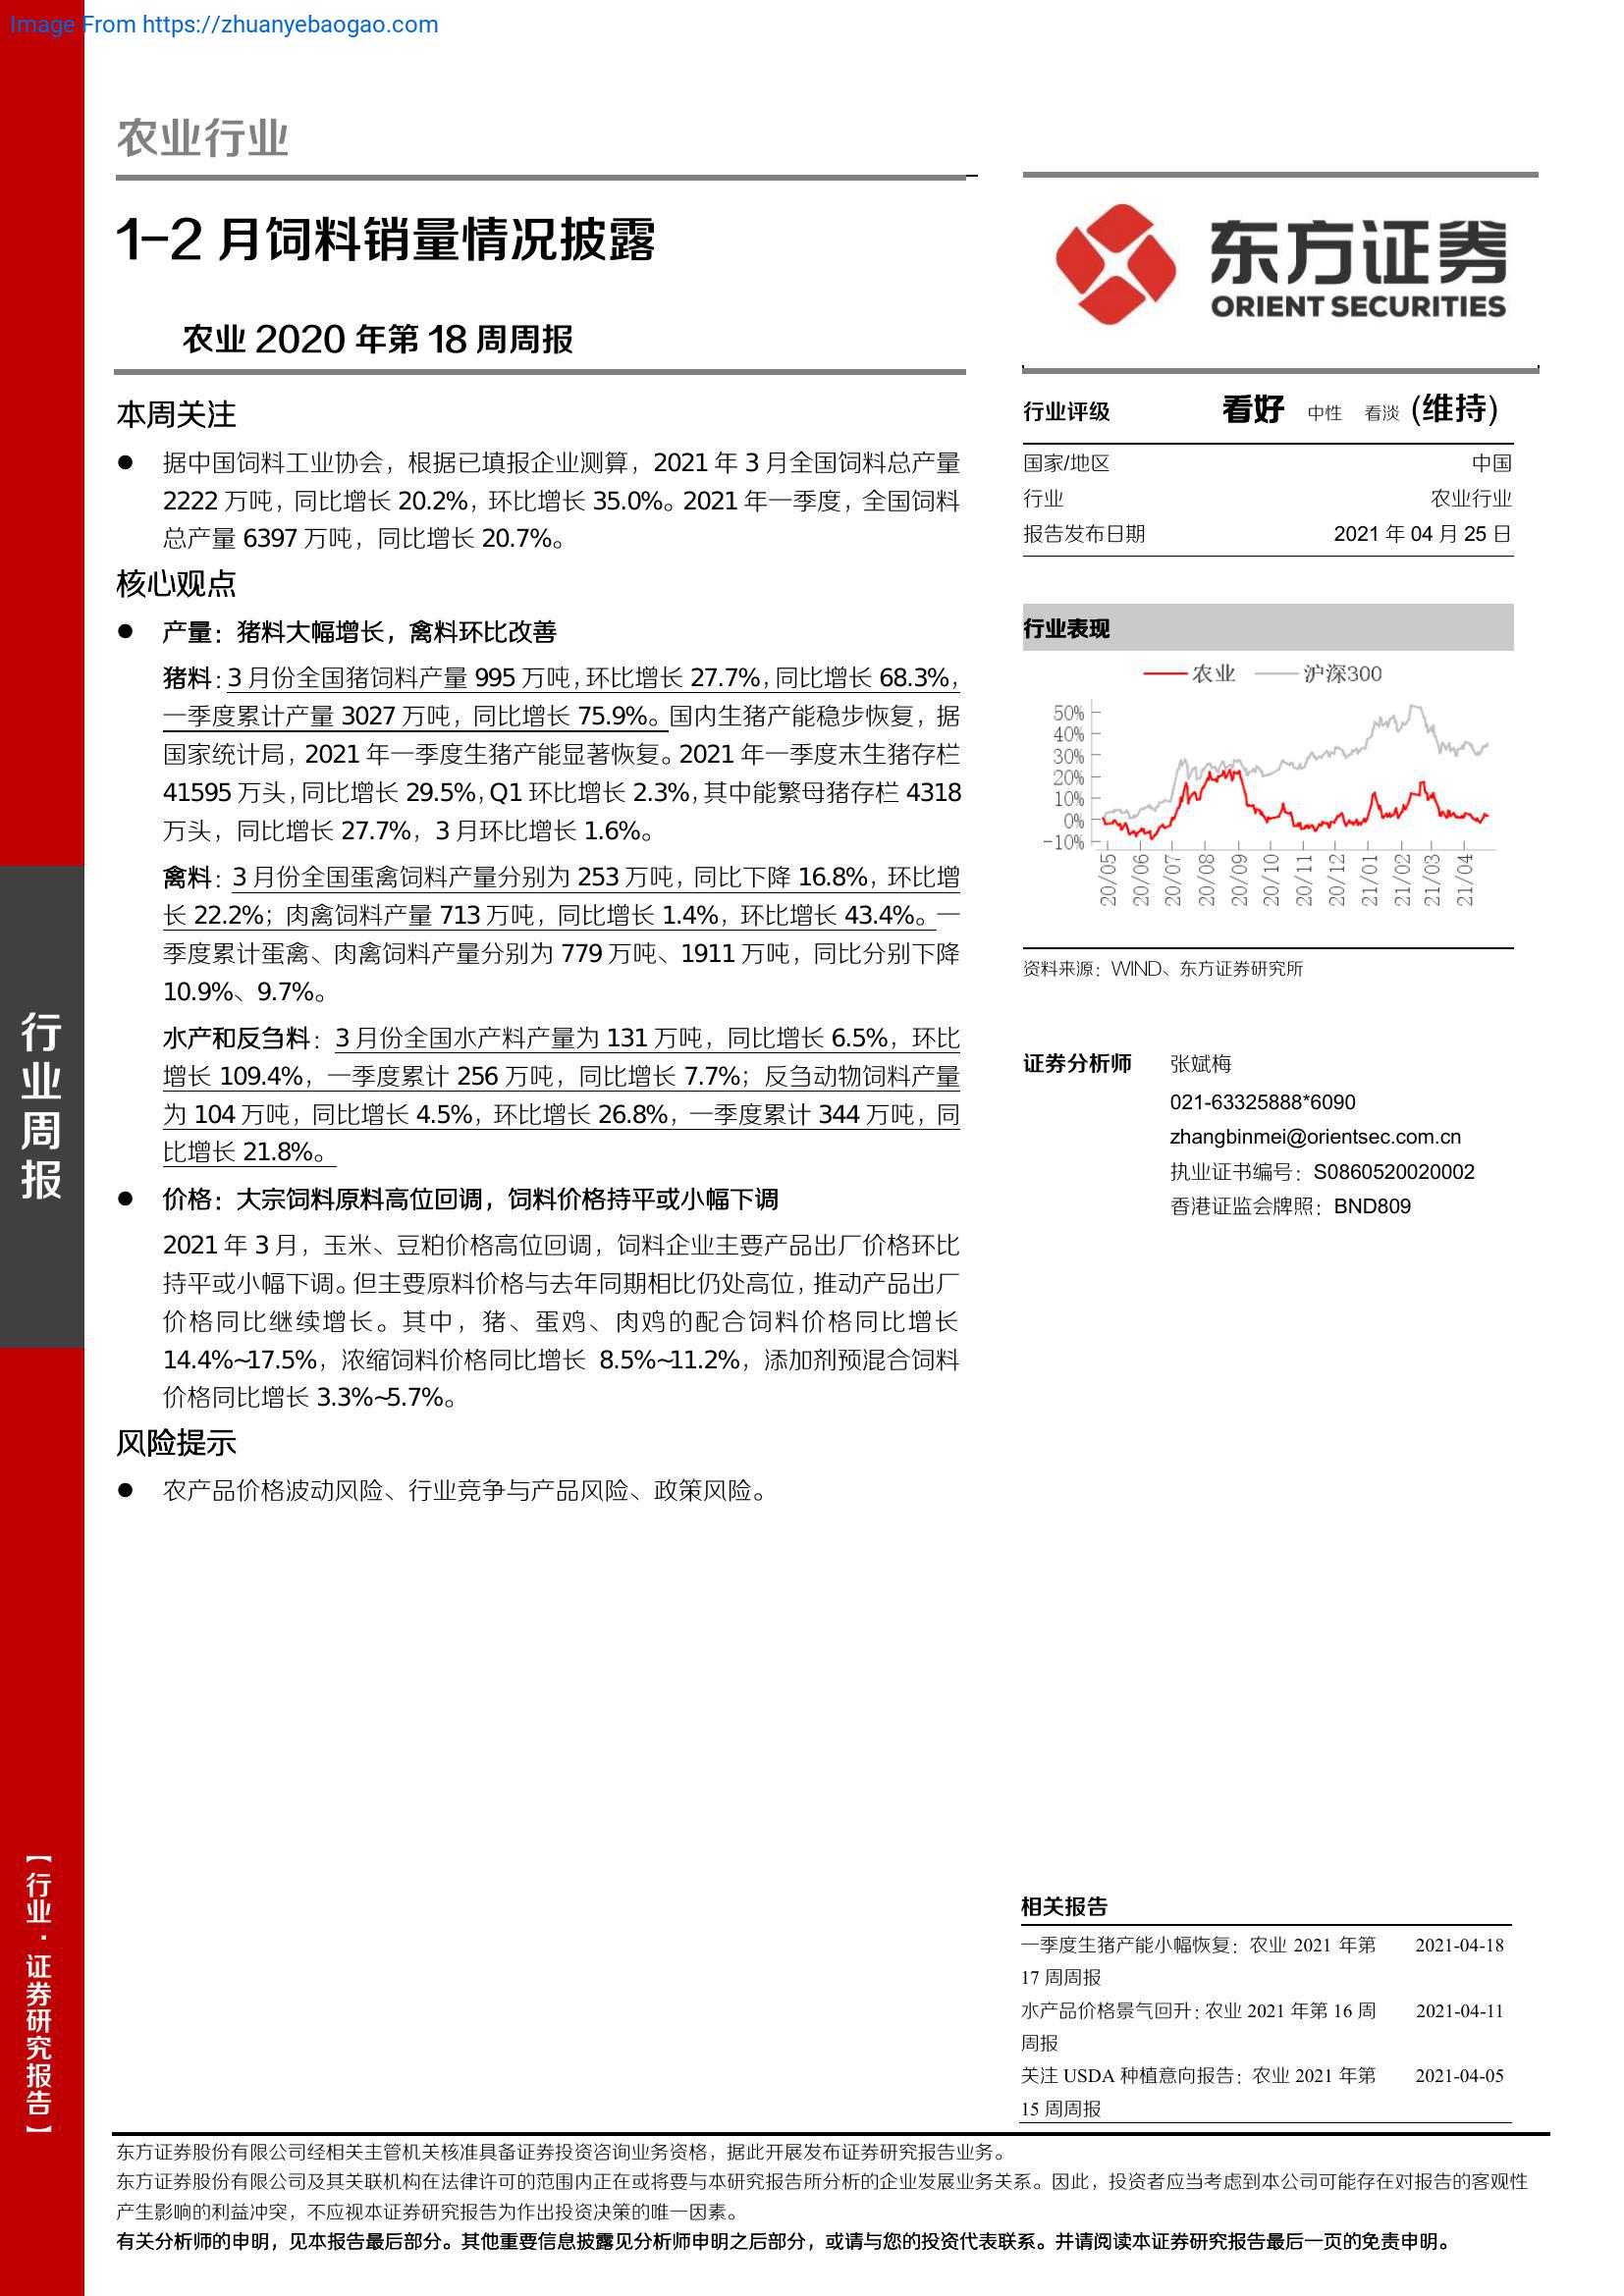 Image From https://zhuanyebaogao.com
农业行业
1-2 月饲料销量情况披露
农业 2020 年第 18 周周报
本周关注
● 据中国饲料工业协会，根据已填报企业测算，2021 年 3 月全国饲料总产量
2222 万吨，同比增长 20.2%，环比增长 35.0%。2021 年一季度，全国饲料
总产量 6397 万吨，同比增长 20.7%。
核心观点
● 产量：猪料大幅增长，禽料环比改善
猪料：3 月份全国猪饲料产量 995 万吨，环比增长 27.7%，同比增长 68.3%，
一季度累计产量 3027 万吨，同比增长 75.9%。国内生猪产能稳步恢复，据
国家统计局，2021 年一季度生猪产能显著恢复。2021 年一季度末生猪存栏
41595 万头，同比增长 29.5%，Q1 环比增长 2.3%，其中能繁母猪存栏 4318
万头，同比增长 27.7%，3 月环比增长 1.6%。
禽料：3 月份全国蛋禽饲料产量分别为 253 万吨，同比下降 16.8%，环比增
长 22.2%；肉禽饲料产量 713 万吨，同比增长 1.4%，环比增长 43.4%。一
季度累计蛋禽、肉禽饲料产量分别为 779 万吨、1911 万吨，同比分别下降
10.9%、9.7%。
水产和反刍料：3 月份全国水产料产量为 131 万吨，同比增长 6.5%，环比
增长 109.4%，一季度累计 256 万吨，同比增长 7.7%；反刍动物饲料产量
为 104 万吨，同比增长 4.5%，环比增长 26.8%，一季度累计 344 万吨，同
比增长 21.8%。
● 价格：大宗饲料原料高位回调，饲料价格持平或小幅下调
2021 年 3 月，玉米、豆粕价格高位回调，饲料企业主要产品出厂价格环比
持平或小幅下调。但主要原料价格与去年同期相比仍处高位，推动产品出厂
价格同比继续增长。其中，猪、蛋鸡、肉鸡的配合饲料价格同比增长
14.4%~17.5%，浓缩饲料价格同比增长 8.5%~11.2%，添加剂预混合饲料
价格同比增长 3.3%~5.7%。
风险提示
● 农产品价格波动风险、行业竞争与产品风险、政策风险。
东方证券
ORIENT SECURITIES
行业评级 看好 中性 看淡 (维持)
国家/地区 中国
行业 农业行业
报告发布日期 2021 年 04 月 25 日
行业表现
农业 沪深300
50%
40%
30%
20%
10%
0%
-10%
20/05 20/06 20/07 20/08 20/09 20/10 20/11 20/12 21/01 21/02 21/03 21/04
资料来源：WIND、东方证券研究所
证券分析师 张斌梅
021-63325888*6090
zhangbinmei@orientsec.com.cn
执业证书编号：S0860520020002
香港证监会牌照：BND809
相关报告
一季度生猪产能小幅恢复：农业 2021 年第 2021-04-18
17 周周报
水产品价格景气回升：农业 2021 年第 16 周 2021-04-11
周报
关注 USDA 种植意向报告：农业 2021 年第 2021-04-05
15 周周报
行业周报
【行业·证券研究报告】
东方证券股份有限公司经相关主管机关核准具备证券投资咨询业务资格，据此开展发布证券研究报告业务。
东方证券股份有限公司及其关联机构在法律许可的范围内正在或将要与本研究报告所分析的企业发展业务关系。因此，投资者应当考虑到本公司可能存在对报告的客观性
产生影响的利益冲突，不应视本证券研究报告为作出投资决策的唯一因素。
有关分析师的申明，见本报告最后部分。其他重要信息披露见分析师申明之后部分，或请与您的投资代表联系。并请阅读本证券研究报告最后一页的免责申明。